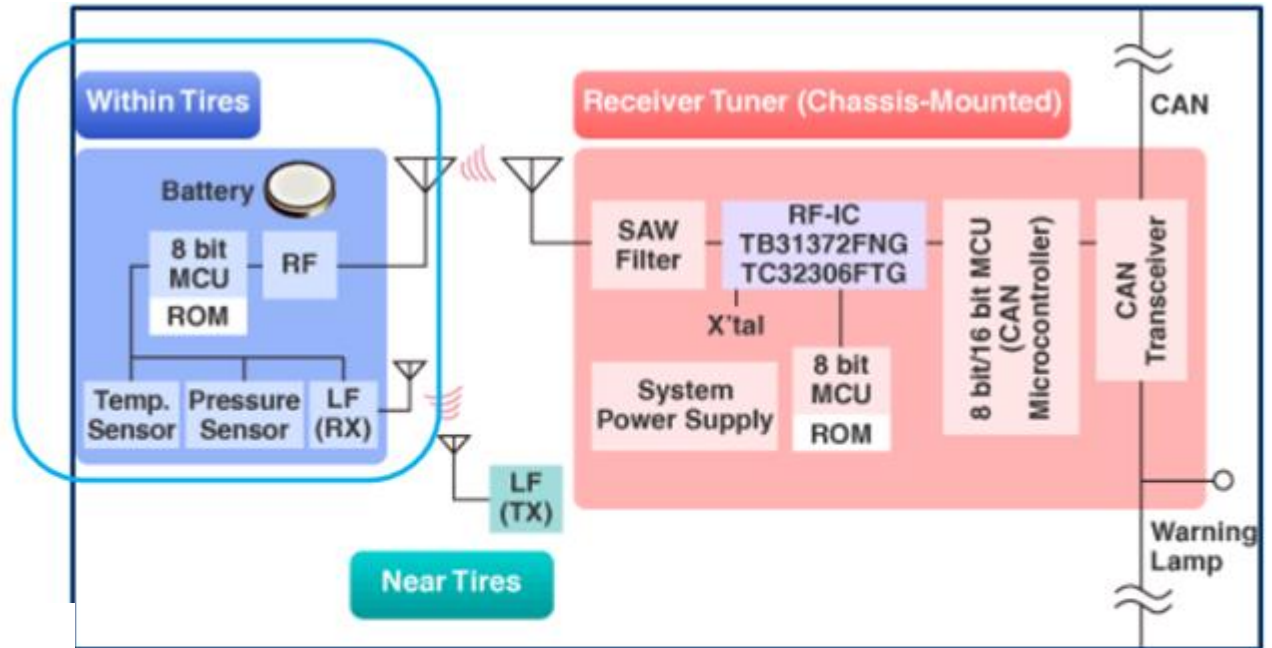 Within Tires
Battery
8 bit
MCU
ROM
RF
Temp.
Sensor
Pressure
Sensor
LF
(RX)
LF
(TX)
Near Tires
Receiver Tuner (Chassis-Mounted)
SAW
Filter
RF-IC
TB31372FNG
TC32306FTG
X'tal
System
Power Supply
8 bit
MCU
ROM
8 bit/16 bit MCU
(CAN
Microcontroller)
CAN
Transceiver
CAN
Warning
Lamp